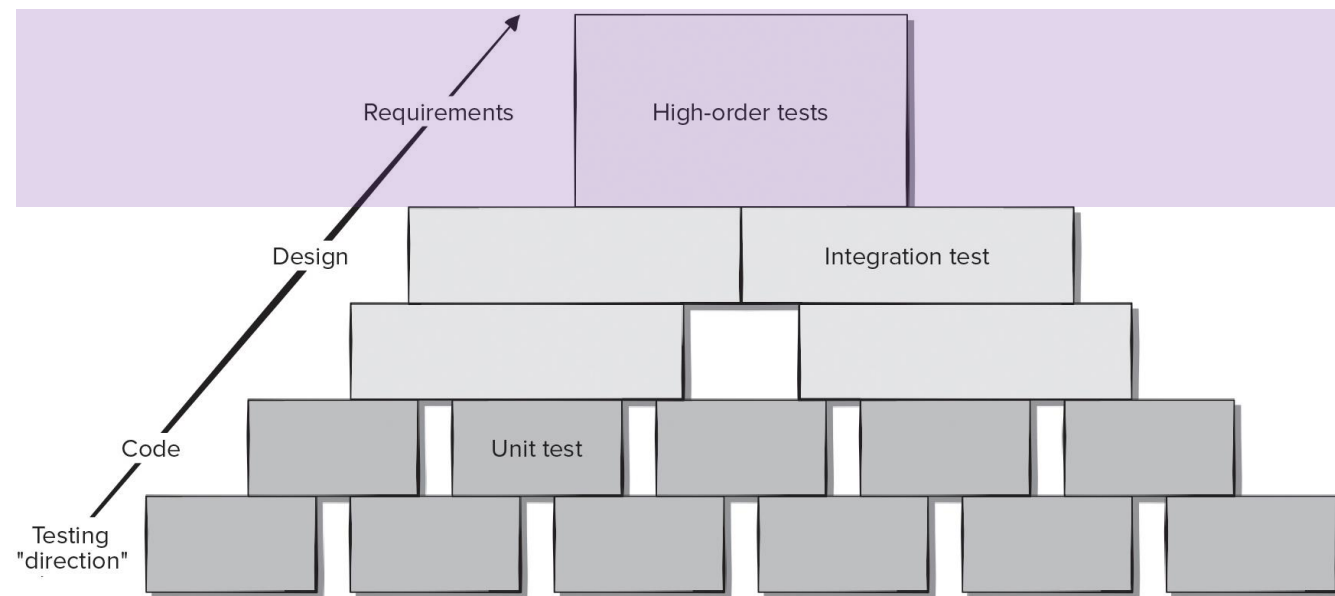 Requirements
High-order tests
Design
Integration test
Code
Unit test
Testing
"direction"